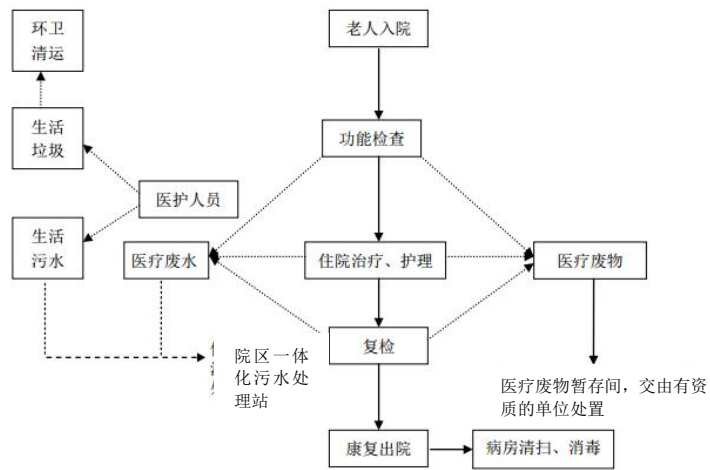 环卫
清运
老人入院
生活
垃圾
功能检查
医护人员
生活
污水
医疗废水
住院治疗、护理
医疗废物
复检
院区一体
化污水处
理站
医疗废物暂存间，交由有资
质的单位处置
康复出院
病房清扫、消毒